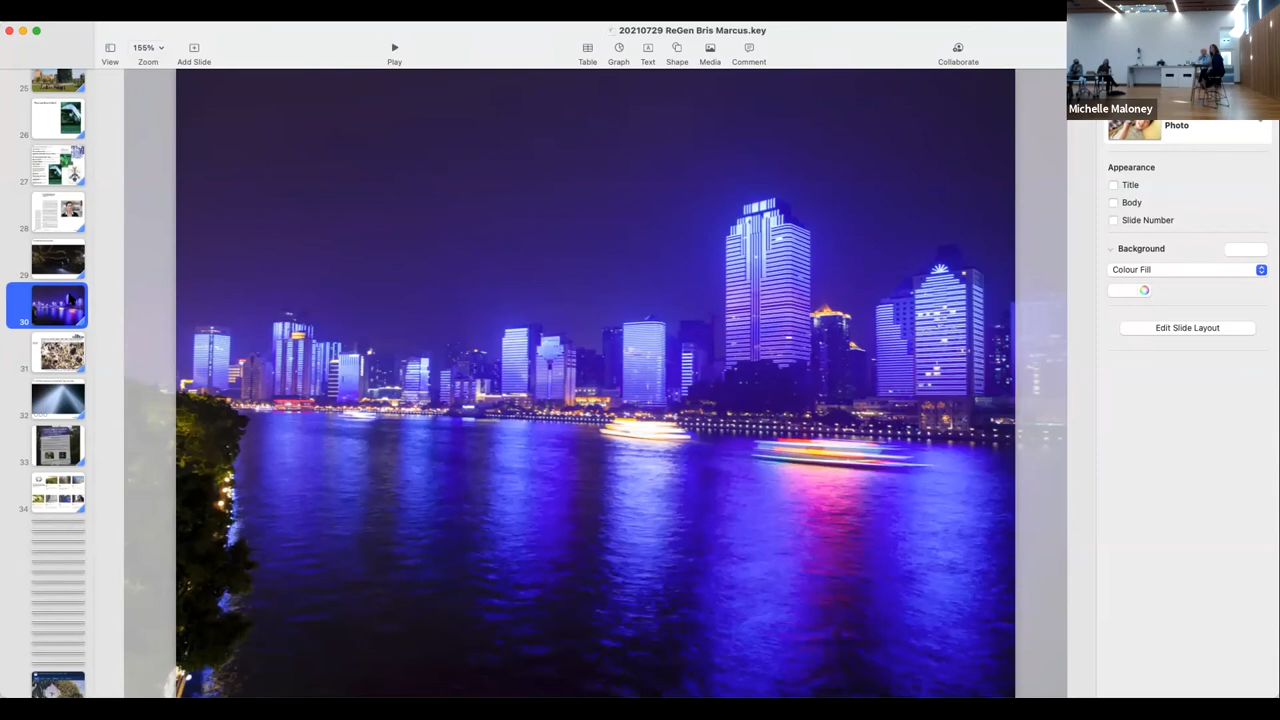 20210729 ReGen Bris Marcus.key
155%
View
Zoom
Add Slide
Play
Table
Graph
Text
Shape
Media
Comment
Collaborate
Michelle Maloney
Photo
Appearance
Title
Body
Slide Number
Background
Colour Fill
Edit Slide Layout
25
26
27
28
29
30
31
32
33
34